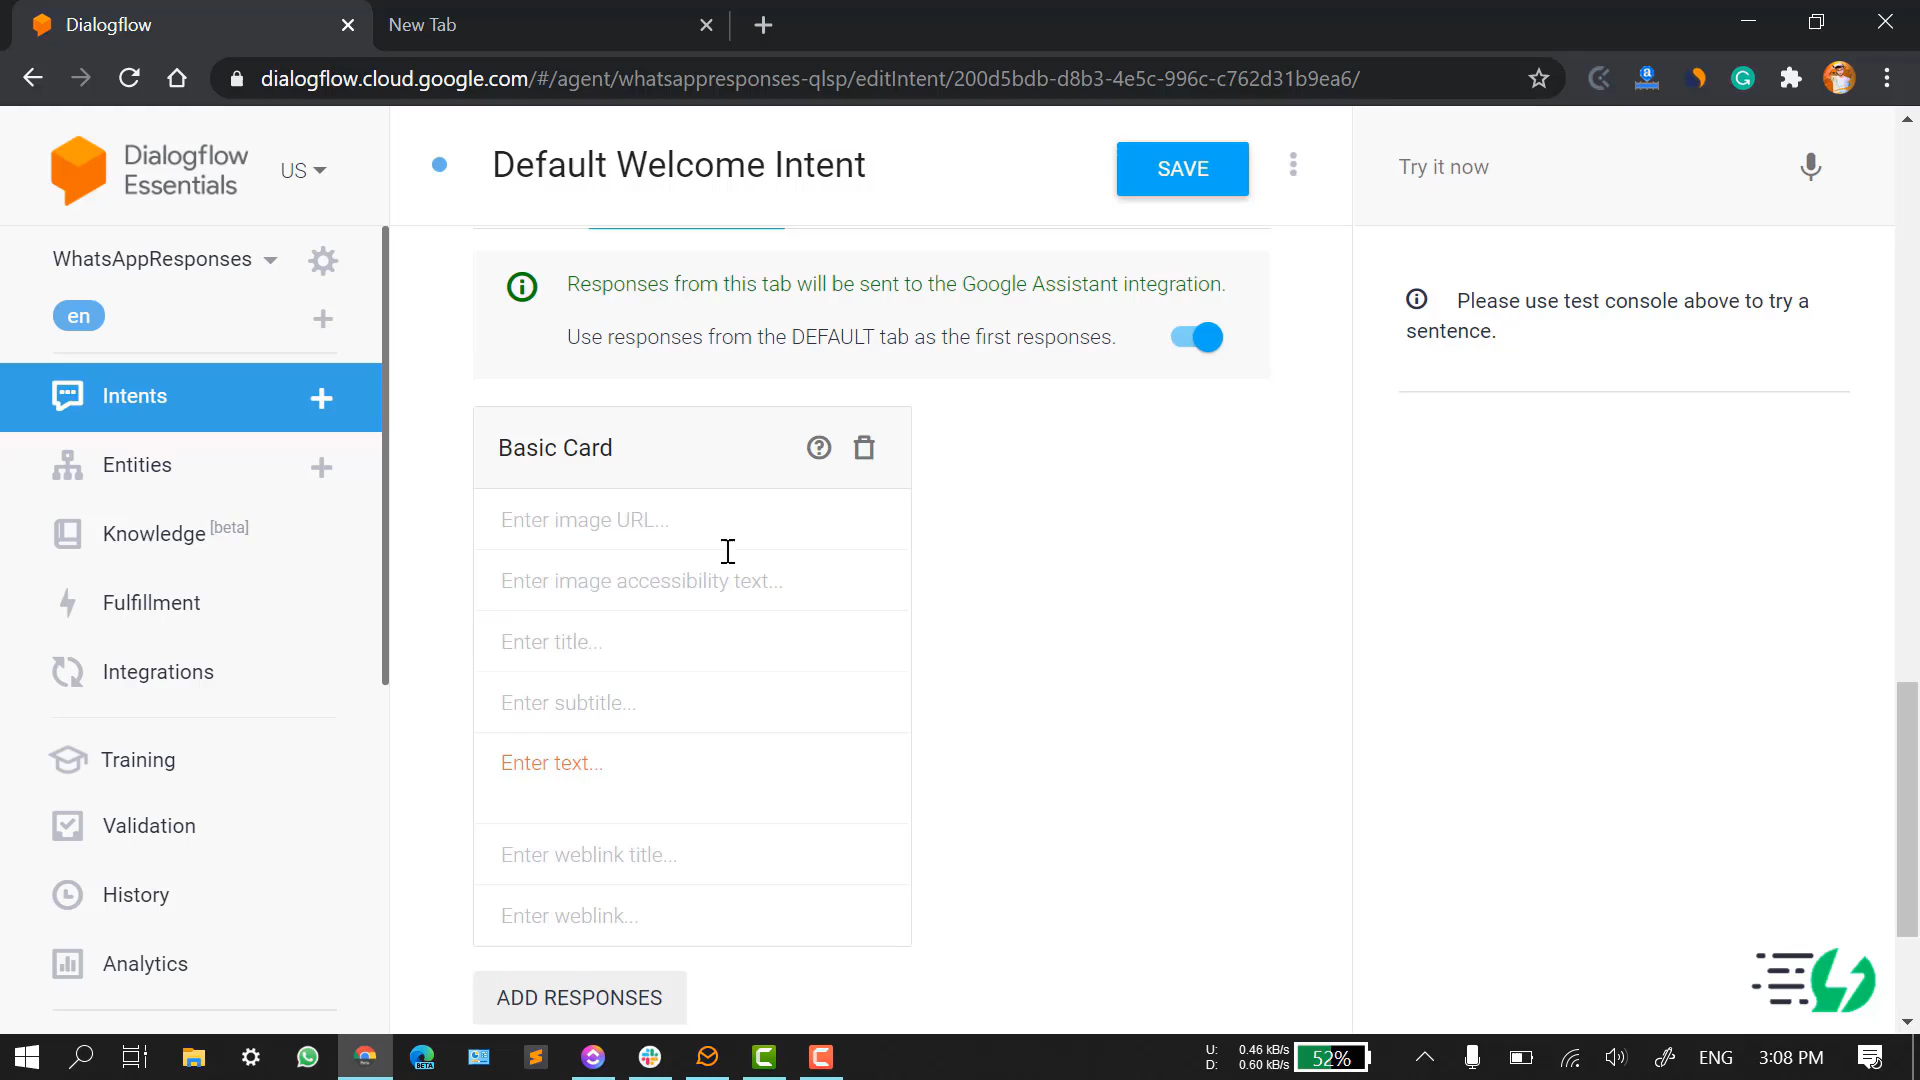 Dialogflow
New Tab
dialogflow.cloud.google.com/#/agent/whatsappresponses-qlsp/editIntent/200d5bdb-d8b3-4e5c-996c-c762d31b9ea6/
Dialogflow
Essentials
US
Default Welcome Intent
SAVE
Try it now
WhatsAppResponses
en
Intents
Entities
Knowledge [beta]
Fulfillment
Integrations
Training
Validation
History
Analytics
Responses from this tab will be sent to the Google Assistant integration.
Use responses from the DEFAULT tab as the first responses.
Basic Card
Enter image URL...
Enter image accessibility text...
Enter title...
Enter subtitle...
Enter text...
Enter weblink title...
Enter weblink...
ADD RESPONSES
Please use test console above to try a
sentence.
U: 0.46 kB/s
D: 0.60 kB/s
52%
ENG
3:08 PM